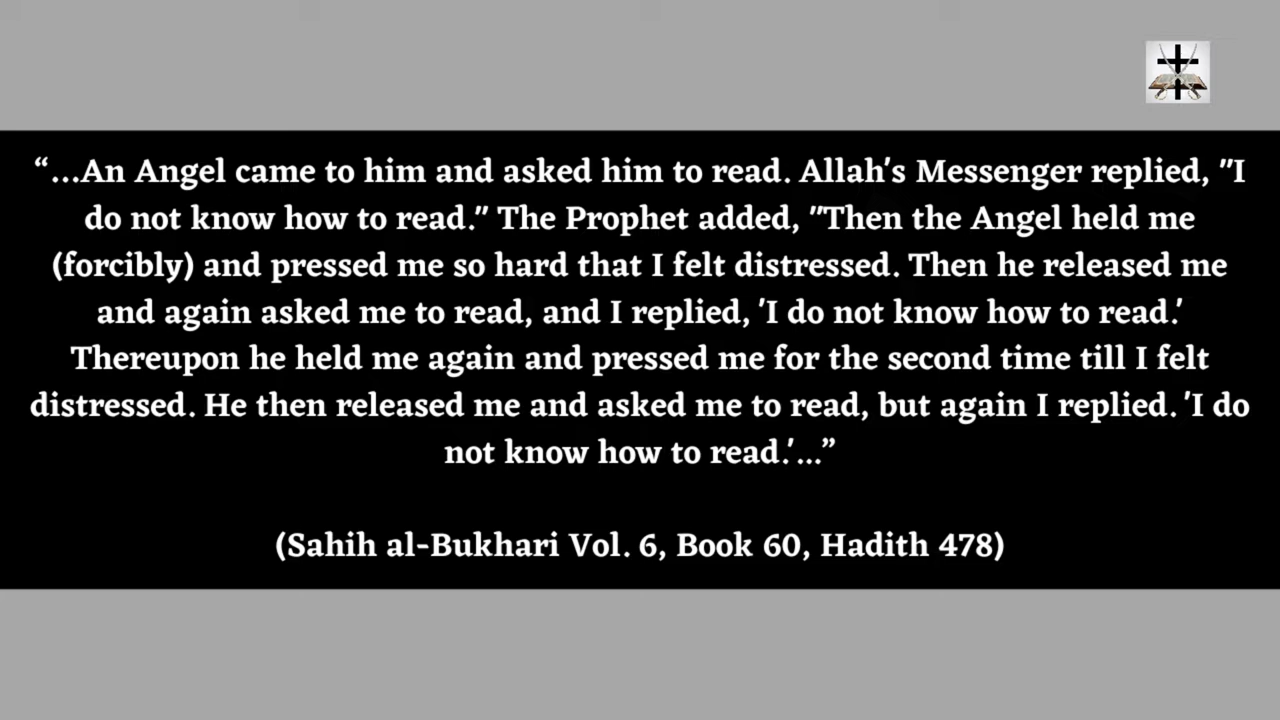 “...An Angel came to him and asked him to read. Allah's Messenger replied, "I
do not know how to read." The Prophet added, "Then the Angel held me
(forcibly) and pressed me so hard that I felt distressed. Then he released me
and again asked me to read, and I replied, 'I do not know how to read.'
Thereupon he held me again and pressed me for the second time till I felt
distressed. He then released me and asked me to read, but again I replied. 'I do
not know how to read.'...”
(Sahih al-Bukhari Vol. 6, Book 60, Hadith 478)